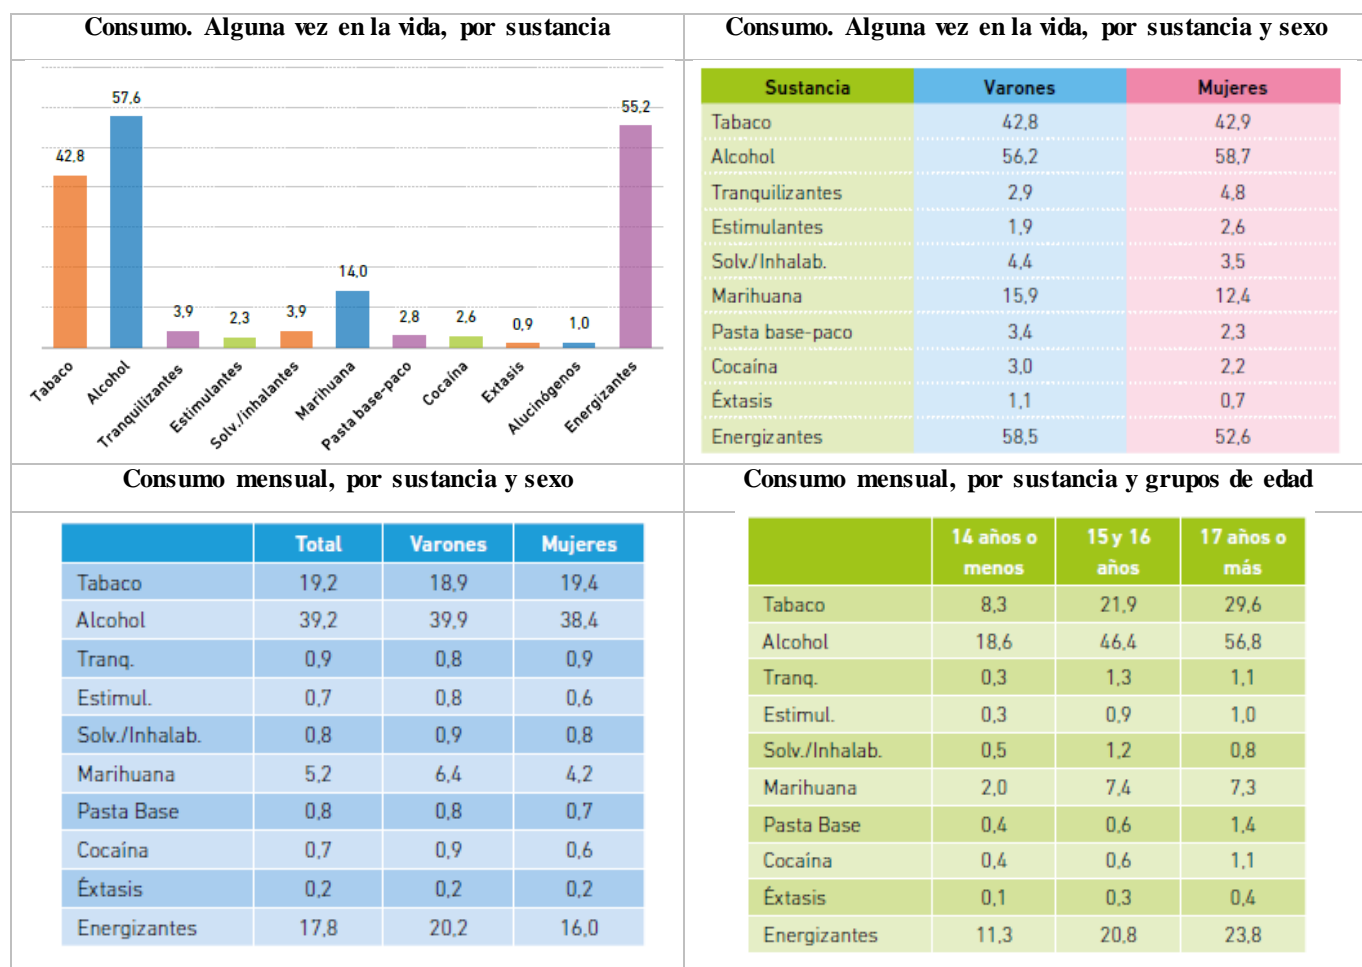 Consumo. Alguna vez en la vida, por sustancia
57,6
55,2
42,8
14,0
3,9
2,3
3,9
2,8
2,6
0,9
1,0
Tabaco
Alcohol
Tranquilizantes
Estimulantes
Solv./inhalantes
Marihuana
Pasta base-paco
Cocaína
Extasis
Alucinógenos
Energizantes
Consumo. Alguna vez en la vida, por sustancia y sexo
Sustancia Varones Mujeres
Tabaco 42,8 42,9
Alcohol 56,2 58,7
Tranquilizantes 2,9 4,8
Estimulantes 1,9 2,6
Solv./Inhalab. 4,4 3,5
Marihuana 15,9 12,4
Pasta base-paco 3,4 2,3
Cocaína 3,0 2,2
Éxtasis 1,1 0,7
Energizantes 58,5 52,6
Consumo mensual, por sustancia y sexo
Total Varones Mujeres
Tabaco 19,2 18,9 19,4
Alcohol 39,2 39,9 38,4
Tranq. 0,9 0,8 0,9
Estimul. 0,7 0,8 0,6
Solv./Inhalab. 0,8 0,9 0,8
Marihuana 5,2 6,4 4,2
Pasta Base 0,8 0,8 0,7
Cocaína 0,7 0,9 0,6
Éxtasis 0,2 0,2 0,2
Energizantes 17,8 20,2 16,0
Consumo mensual, por sustancia y grupos de edad
14 años o 15 y 16 17 años o
menos años más
Tabaco 8,3 21,9 29,6
Alcohol 18,6 46,4 56,8
Tranq. 0,3 1,3 1,1
Estimul. 0,3 0,9 1,0
Solv./Inhalab. 0,5 1,2 0,8
Marihuana 2,0 7,4 7,3
Pasta Base 0,4 0,6 1,4
Cocaína 0,4 0,6 1,1
Éxtasis 0,1 0,3 0,4
Energizantes 11,3 20,8 23,8